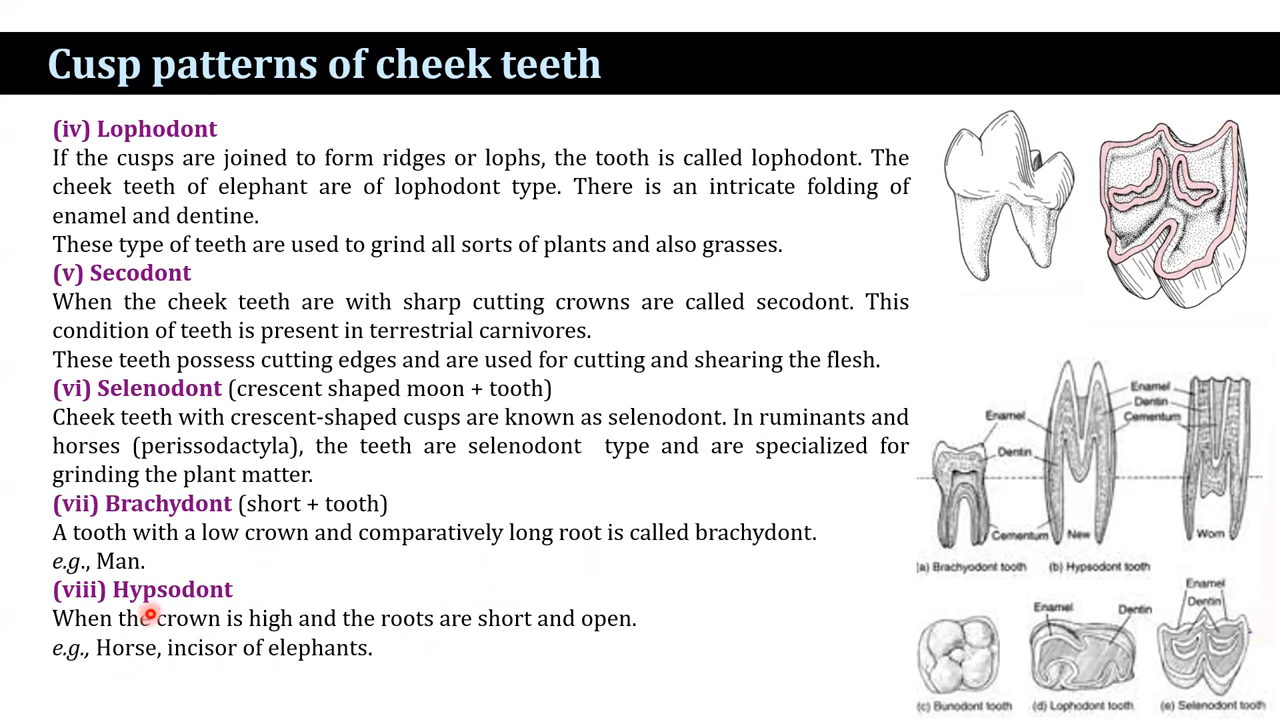 Cusp patterns of cheek teeth
(iv) Lophodont
If the cusps are joined to form ridges or lophs, the tooth is called lophodont. The
cheek teeth of elephant are of lophodont type. There is an intricate folding of
enamel and dentine.
These type of teeth are used to grind all sorts of plants and also grasses.
(v) Secodont
When the cheek teeth are with sharp cutting crowns are called secodont. This
condition of teeth is present in terrestrial carnivores.
These teeth possess cutting edges and are used for cutting and shearing the flesh.
(vi) Selenodont (crescent shaped moon + tooth)
Cheek teeth with crescent-shaped cusps are known as selenodont. In ruminants and
horses (perissodactyla), the teeth are selenodont type and are specialized for
grinding the plant matter.
(vii) Brachydont (short + tooth)
A tooth with a low crown and comparatively long root is called brachydont.
e.g., Man.
(viii) Hypsodont
When the crown is high and the roots are short and open.
e.g., Horse, incisor of elephants.
Enamel
Dentin
Cementum
Enamel
Dentin
Cementum
New
Worn
(a) Brachyodont tooth
(b) Hypsodont tooth
Enamel
Dentin
Enamel
Dentin
(c) Bunodont tooth
(d) Lophodont tooth
(e) Selenodont tooth